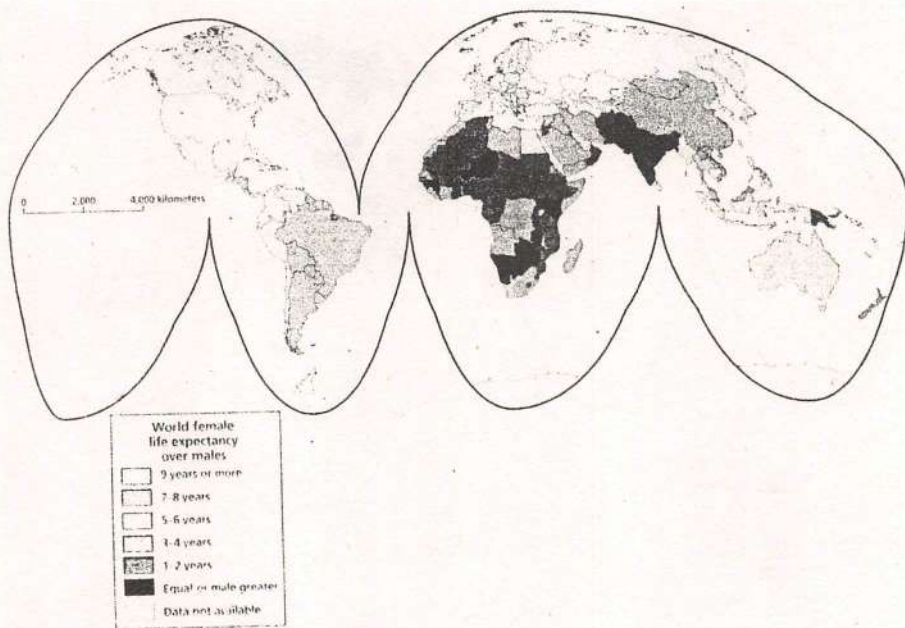 0 2,000 4,000 kilometers
World female
life expectancy
over males
9 years or more
7-8 years
5-6 years
3-4 years
1-2 years
Equal or male greater
Data not available